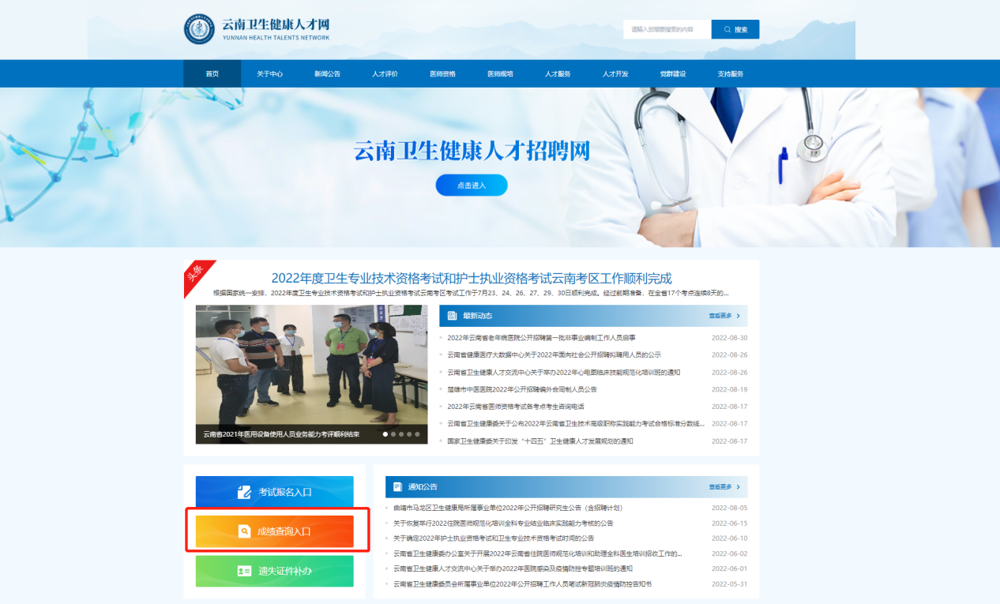 云南卫生健康人才网
YUNNAN HEALTH TALENTS NETWORK
请输入您想要搜索的内容
搜索
首页 关于中心 新闻公告 人才评价 医师资格 医师规培 人才服务 人才开发 党群建设 支持服务
云南卫生健康人才招聘网
点击进入
头条
2022年度卫生专业技术资格考试和护士执业资格考试云南考区工作顺利完成
根据国家统一安排，2022年度卫生专业技术资格考试和护士执业资格考试云南考区考试工作于7月23、24、26、27、29、30日顺利完成。经过前期准备，在全省17个考点连续8天的...
最新动态 查看更多 >
2022年云南省老年病医院公开招聘第一批非事业编制工作人员启事 2022-08-30
云南省健康医疗大数据中心关于2022年面向社会公开招聘拟聘用人员的公示 2022-08-26
云南省卫生健康人才交流中心关于举办2022年心电图临床技能规范化培训班的通知 2022-08-26
楚雄市中医医院2022年公开招聘编外合同制人员公告 2022-08-19
2022年云南省医师资格考试各考点考生咨询电话 2022-08-17
云南省卫生健康委关于公布2022年云南省卫生技术高级职称实践能力考试合格标准分数线... 2022-08-17
国家卫生健康委关于印发“十四五”卫生健康人才发展规划的通知 2022-08-17
云南省2021年医用设备使用人员业务能力考评顺利结束
考试报名入口
成绩查询入口
遗失证件补办
通知公告 查看更多 >
曲靖市马龙区卫生健康局所属事业单位2022年公开招聘研究生公告（含招聘计划） 2022-08-05
关于恢复举行2022住院医师规范化培训全科专业结业临床实践能力考核的公告 2022-06-15
关于确定2022年护士执业资格考试和卫生专业技术资格考试时间的公告 2022-06-10
云南省卫生健康委办公室关于开展2022年云南省住院医师规范化培训和助理全科医生培训招收工作的... 2022-06-02
云南省卫生健康人才交流中心关于举办2022年医院感染及疫情防控专题培训班的通知 2022-06-01
云南省卫生健康委员会所属事业单位2022年公开招聘工作人员笔试新冠肺炎疫情防控告知书 2022-05-31